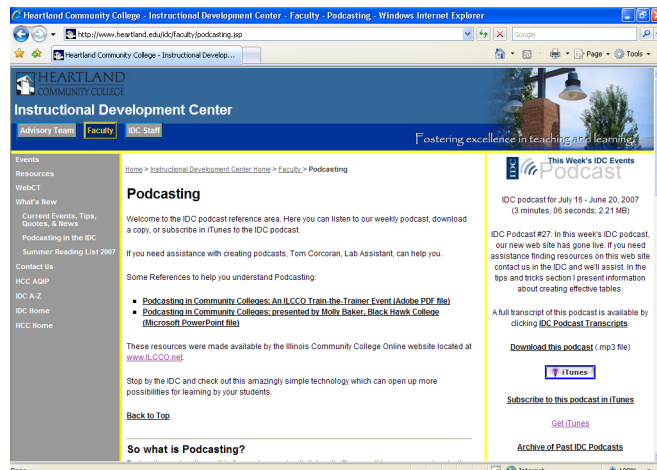 Heartland Community College - Instructional Development Center - Faculty - Podcasting - Windows Internet Explorer
http://www.heartland.edu/idc/faculty/podcasting.jsp
Google
Heartland Community College - Instructional Develop...
Page
Tools
HEARTLAND
COMMUNITY COLLEGE
Instructional Development Center
Advisory Team
Faculty
IDC Staff
Fostering excellence in teaching and learning.
Events
Resources
WebCT
What's New
Current Events, Tips,
Quotes, & News
Podcasting in the IDC
Summer Reading List 2007
Contact Us
HCC AQIP
IDC A-Z
IDC Home
HCC Home
Home > Instructional Development Center Home > Faculty > Podcasting
Podcasting
Welcome to the IDC podcast reference area. Here you can listen to our weekly podcast, download
a copy, or subscribe in iTunes to the IDC podcast.
If you need assistance with creating podcasts, Tom Corcoran, Lab Assistant, can help you.
Some References to help you understand Podcasting:
Podcasting in Community Colleges: An ILCCO Train-the-Trainer Event (Adobe PDF file)
Podcasting in Community Colleges: presented by Molly Baker, Black Hawk College
(Microsoft PowerPoint file)
These resources were made available by the Illinois Community College Online website located at
www.ILCCO.net.
Stop by the IDC and check out this amazingly simple technology which can open up more
possibilities for learning by your students.
Back to Top
So what is Podcasting?
IDC
This Week's IDC Events
Podcast
IDC podcast for July 16 - June 20, 2007
(3 minutes, 06 seconds; 2.21 MB)
IDC Podcast #27: In this week's IDC podcast,
our new web site has gone live. If you need
assistance finding resources on this web site
contact us in the IDC and we'll assist. In the
tips and tricks section I present information
about creating effective tables.
A full transcript of this podcast is available by
clicking IDC Podcast Transcripts.
Download this podcast (.mp3 file)
iTunes
Subscribe to this podcast in iTunes
Get iTunes
Archive of Past IDC Podcasts